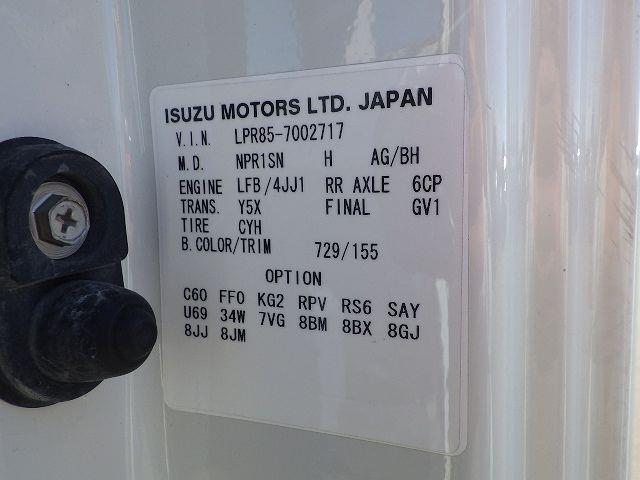 ISUZU MOTORS LTD. JAPAN
V.I.N. LPR85-7002717
M.D. NPR1SN H AG/BH
ENGINE LFB/4JJ1 RR AXLE 6CP
TRANS. Y5X FINAL GV1
TIRE CYH
B.COLOR/TRIM 729/155
OPTION
C60 FF0 KG2 RPV RS6 SAY
U69 34W 7VG 8BM 8BX 8GJ
8JJ 8JM